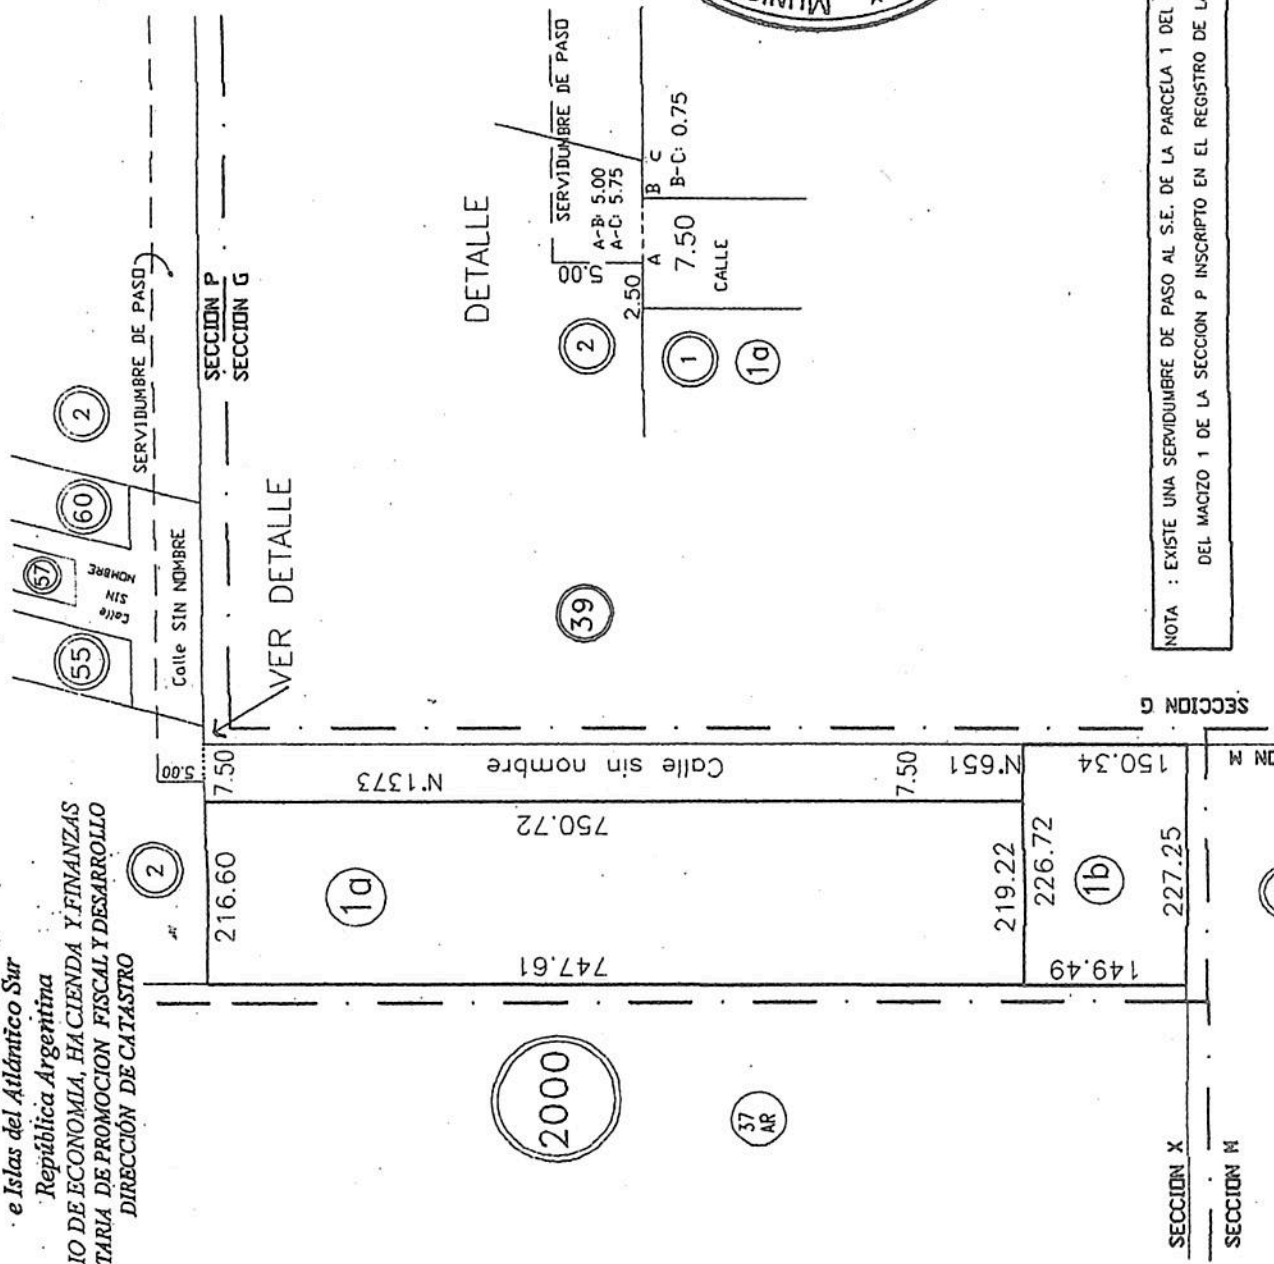 e Islas del Atlántico Sur
República Argentina
IO DE ECONOMIA, HACIENDA Y FINANZAS
TARIA DE PROMOCION FISCAL Y DESARROLLO
DIRECCIÓN DE CATASTRO
55
57
60
2
Calle SIN NOMBRE
Calle SIN NOMBRE
SERVIDUMBRE DE PASO
SECCION P
SECCION G
VER DETALLE
5.00
2
7.50
216.60
1a
N°1373
Calle sin nombre
750.72
747.61
7.50
N°651
219.22
226.72
150.34
149.49
1b
227.25
SECCION G
39
2000
37
AR
SECCION X
SECCION M
DETALLE
SERVIDUMBRE DE PASO
5.00
A-B: 5.00
A-C: 5.75
2
2.50
A
B
C
B-C: 0.75
7.50
CALLE
1
1a
NOTA : EXISTE UNA SERVIDUMBRE DE PASO AL S.E. DE LA PARCELA 1 DEL
DEL MACIZO 1 DE LA SECCION P INSCRIPTO EN EL REGISTRO DE